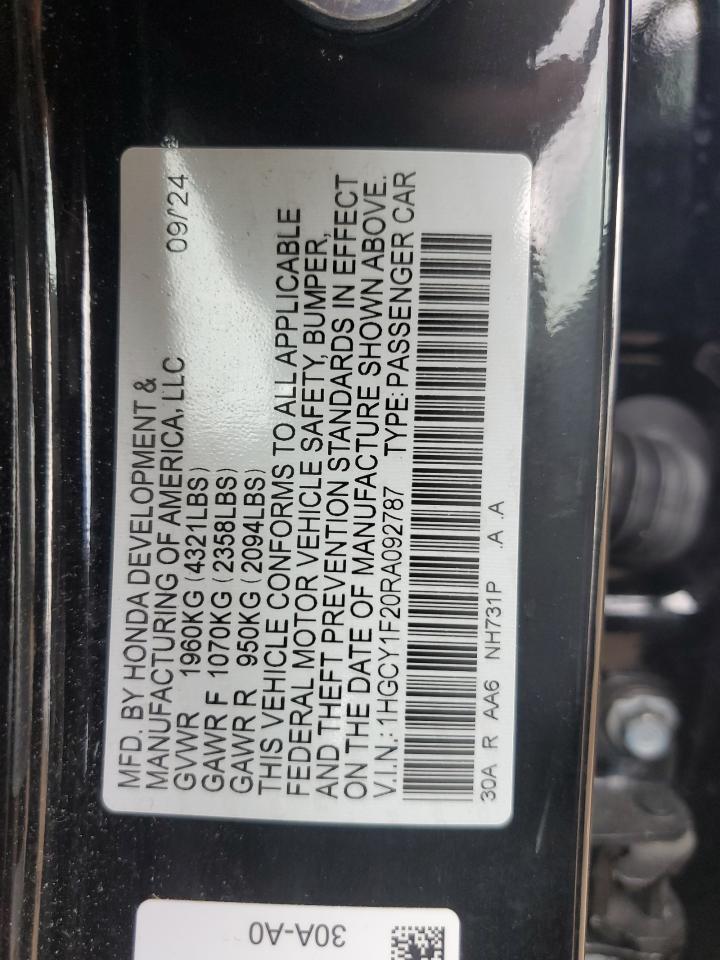 MFD. BY HONDA DEVELOPMENT &
MANUFACTURING OF AMERICA, LLC 09/'24
GVWR 1960KG (4321LBS)
GAWR F 1070KG (2358LBS)
GAWR R 950KG (2094LBS)
THIS VEHICLE CONFORMS TO ALL APPLICABLE
FEDERAL MOTOR VEHICLE SAFETY, BUMPER,
AND THEFT PREVENTION STANDARDS IN EFFECT
ON THE DATE OF MANUFACTURE SHOWN ABOVE.
V.I.N.:1HGCY1F20RA092787 TYPE:PASSENGER CAR
30A R AA6 NH731P .A .A
30A-A0